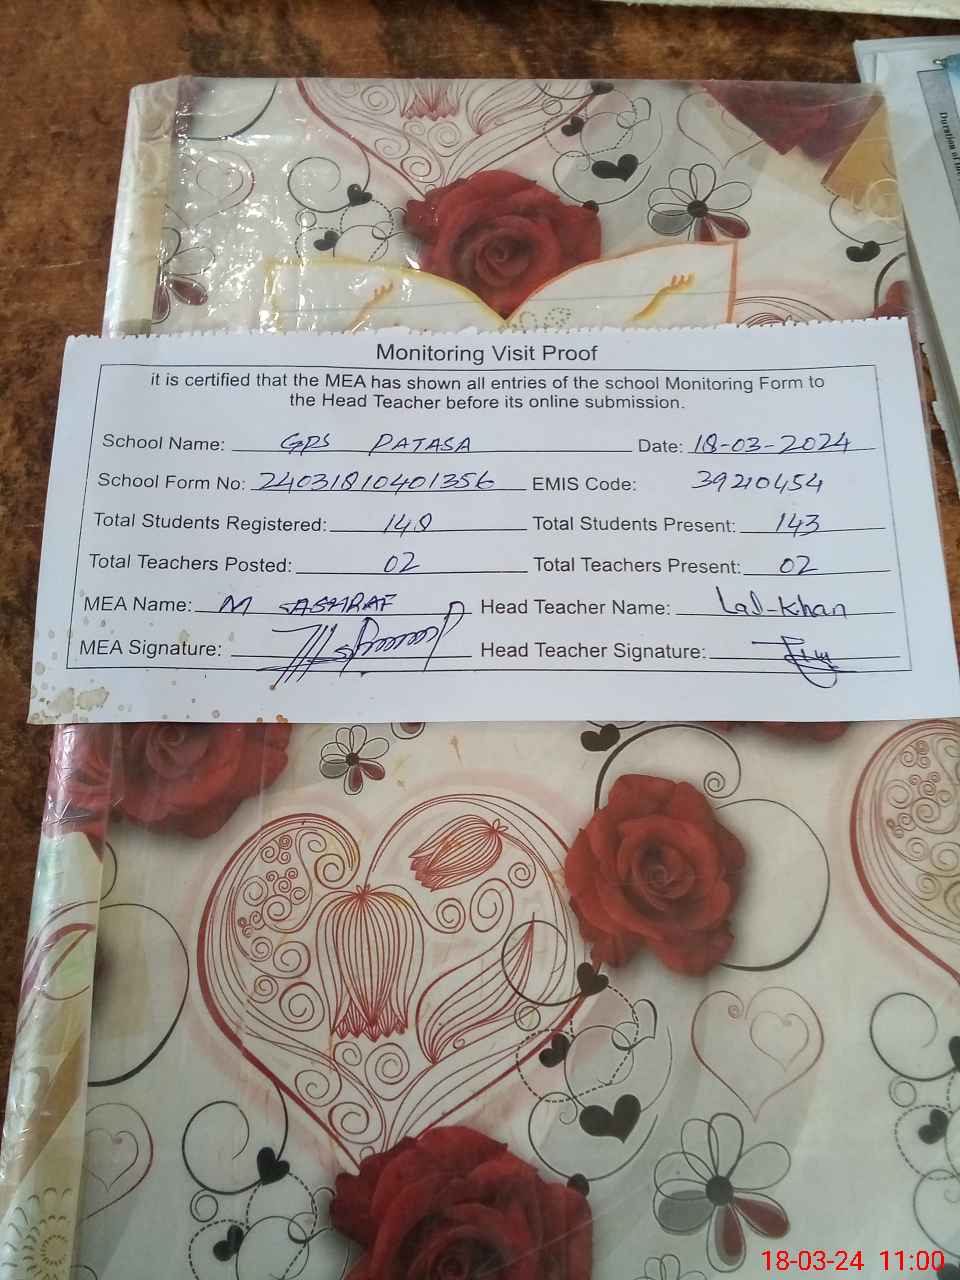 Duration of the
Monitoring Visit Proof
it is certified that the MEA has shown all entries of the school Monitoring Form to
the Head Teacher before its online submission.
School Name: GPS PATASA Date: 18-03-2024
School Form No: 24031810401356 EMIS Code: 39210454
Total Students Registered: 148 Total Students Present: 143
Total Teachers Posted: 02 Total Teachers Present: 02
MEA Name: M ASHRAF Head Teacher Name: Lal-Khan
MEA Signature: Head Teacher Signature:
18-03-24 11:00